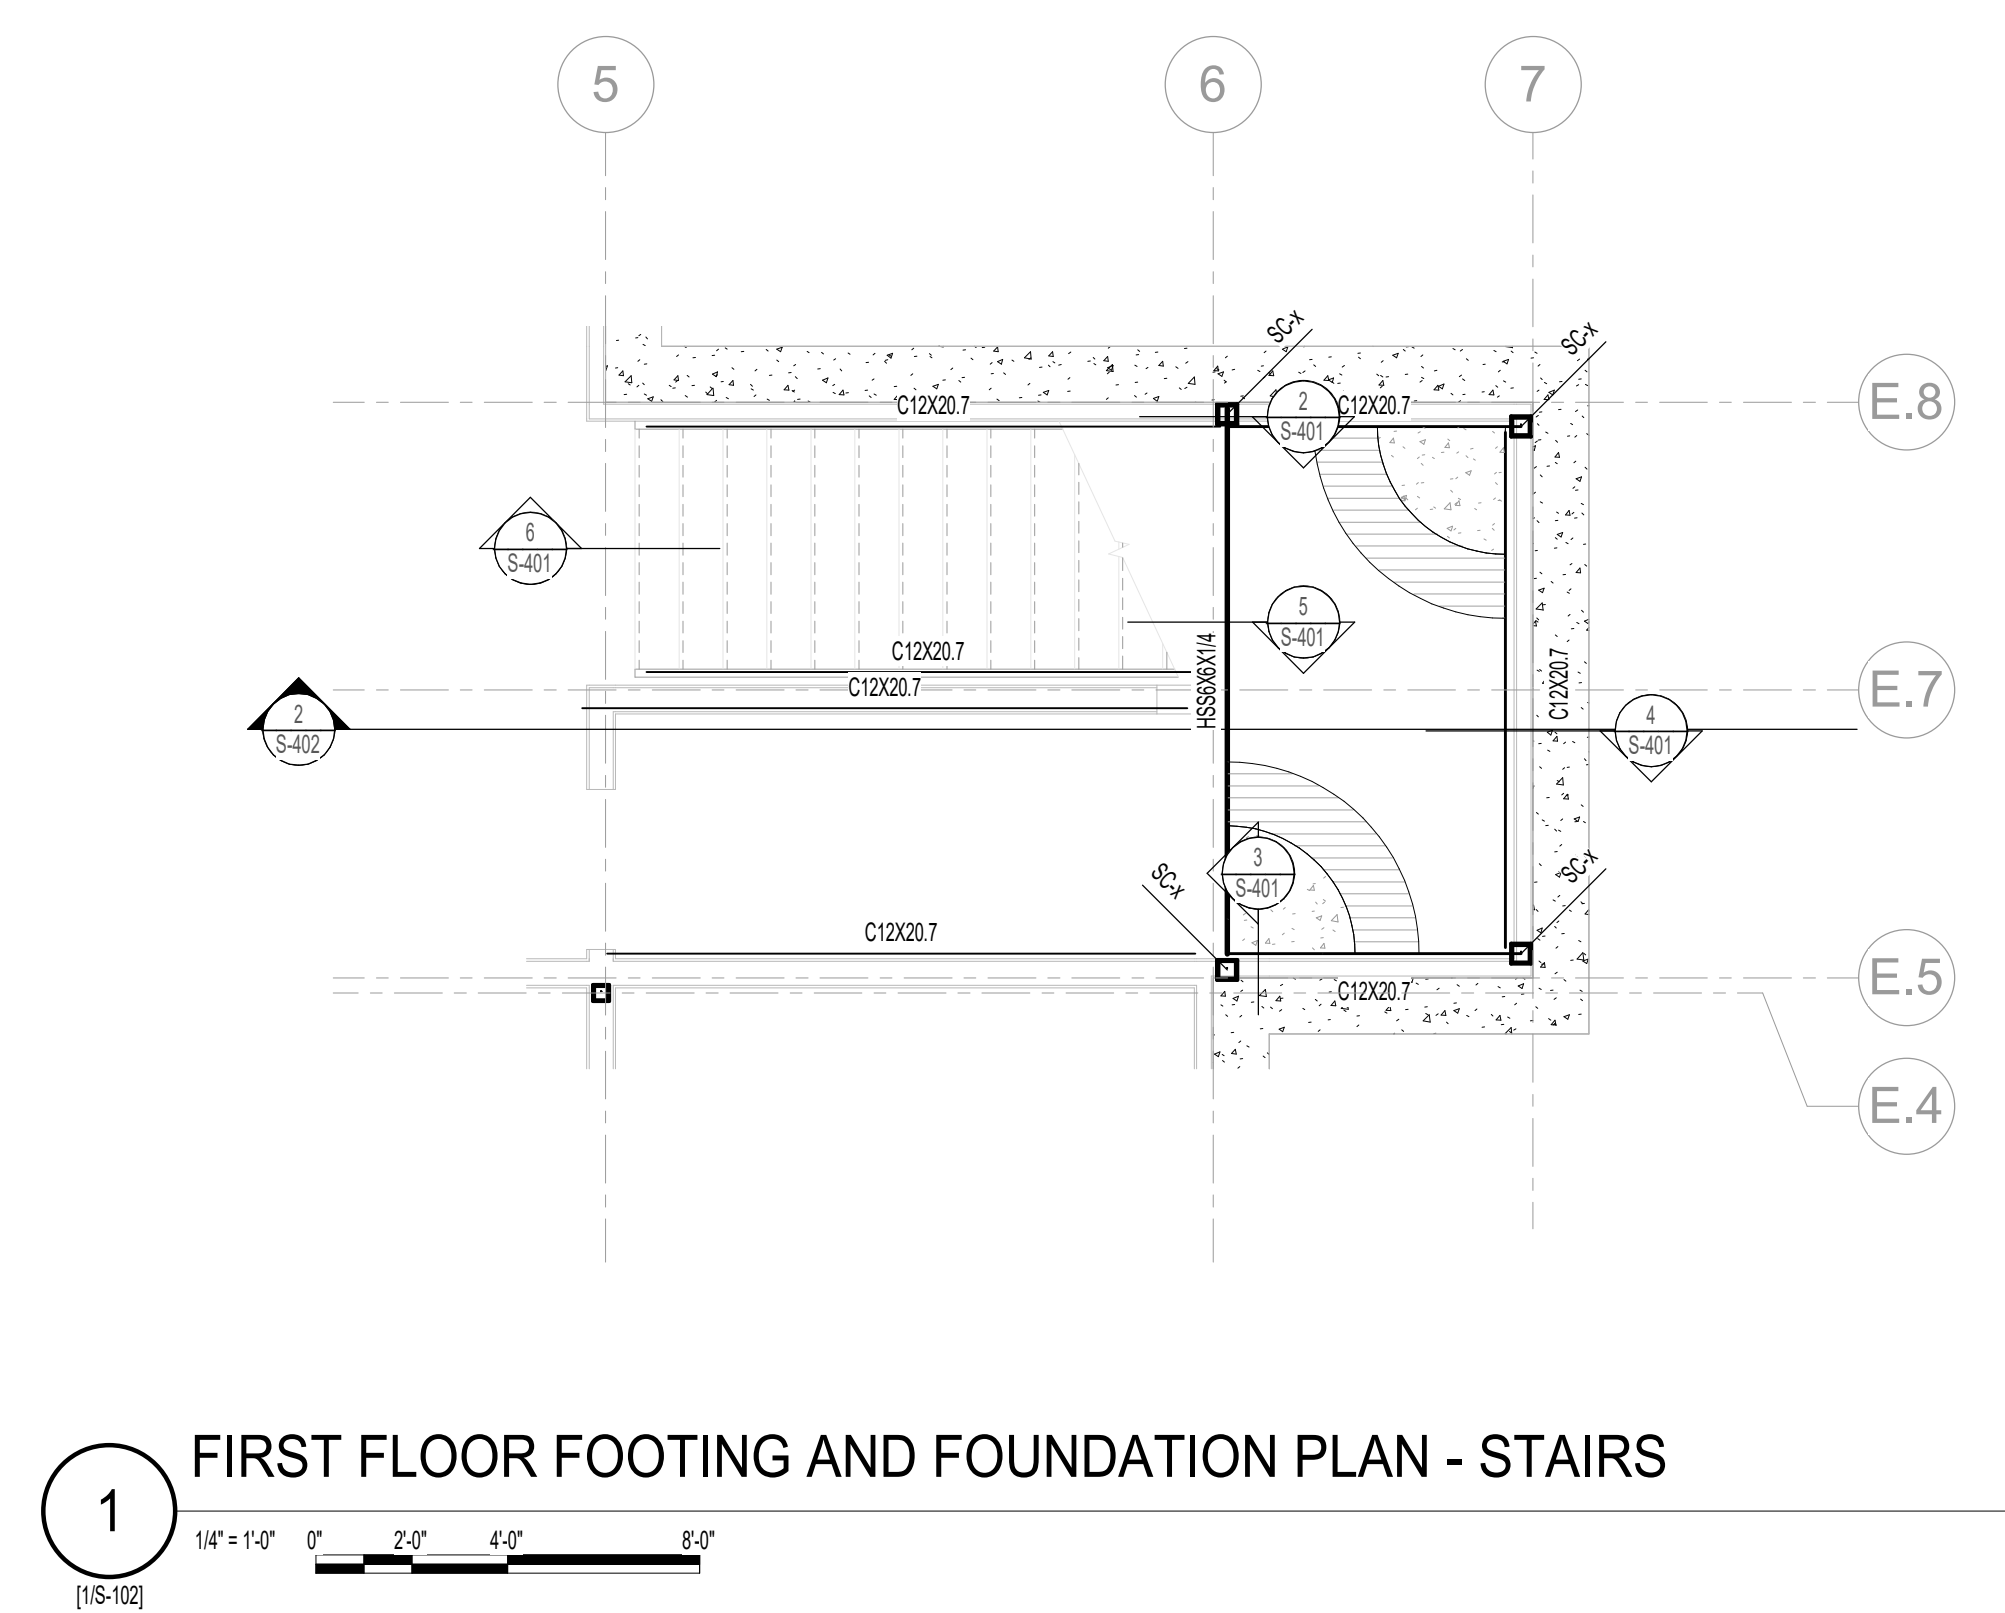 5
6
7
SC-x
SC-x
C12X20.7
2
S-401
C12X20.7
E.8
6
S-401
5
S-401
C12X20.7
C12X20.7
HSS6X6X1/4
C12X20.7
E.7
2
S-402
4
S-401
3
S-401
SC-x
SC-x
C12X20.7
C12X20.7
E.5
E.4
1
FIRST FLOOR FOOTING AND FOUNDATION PLAN - STAIRS
1/4" = 1'-0"
0" 2'-0" 4'-0" 8'-0"
[1/S-102]